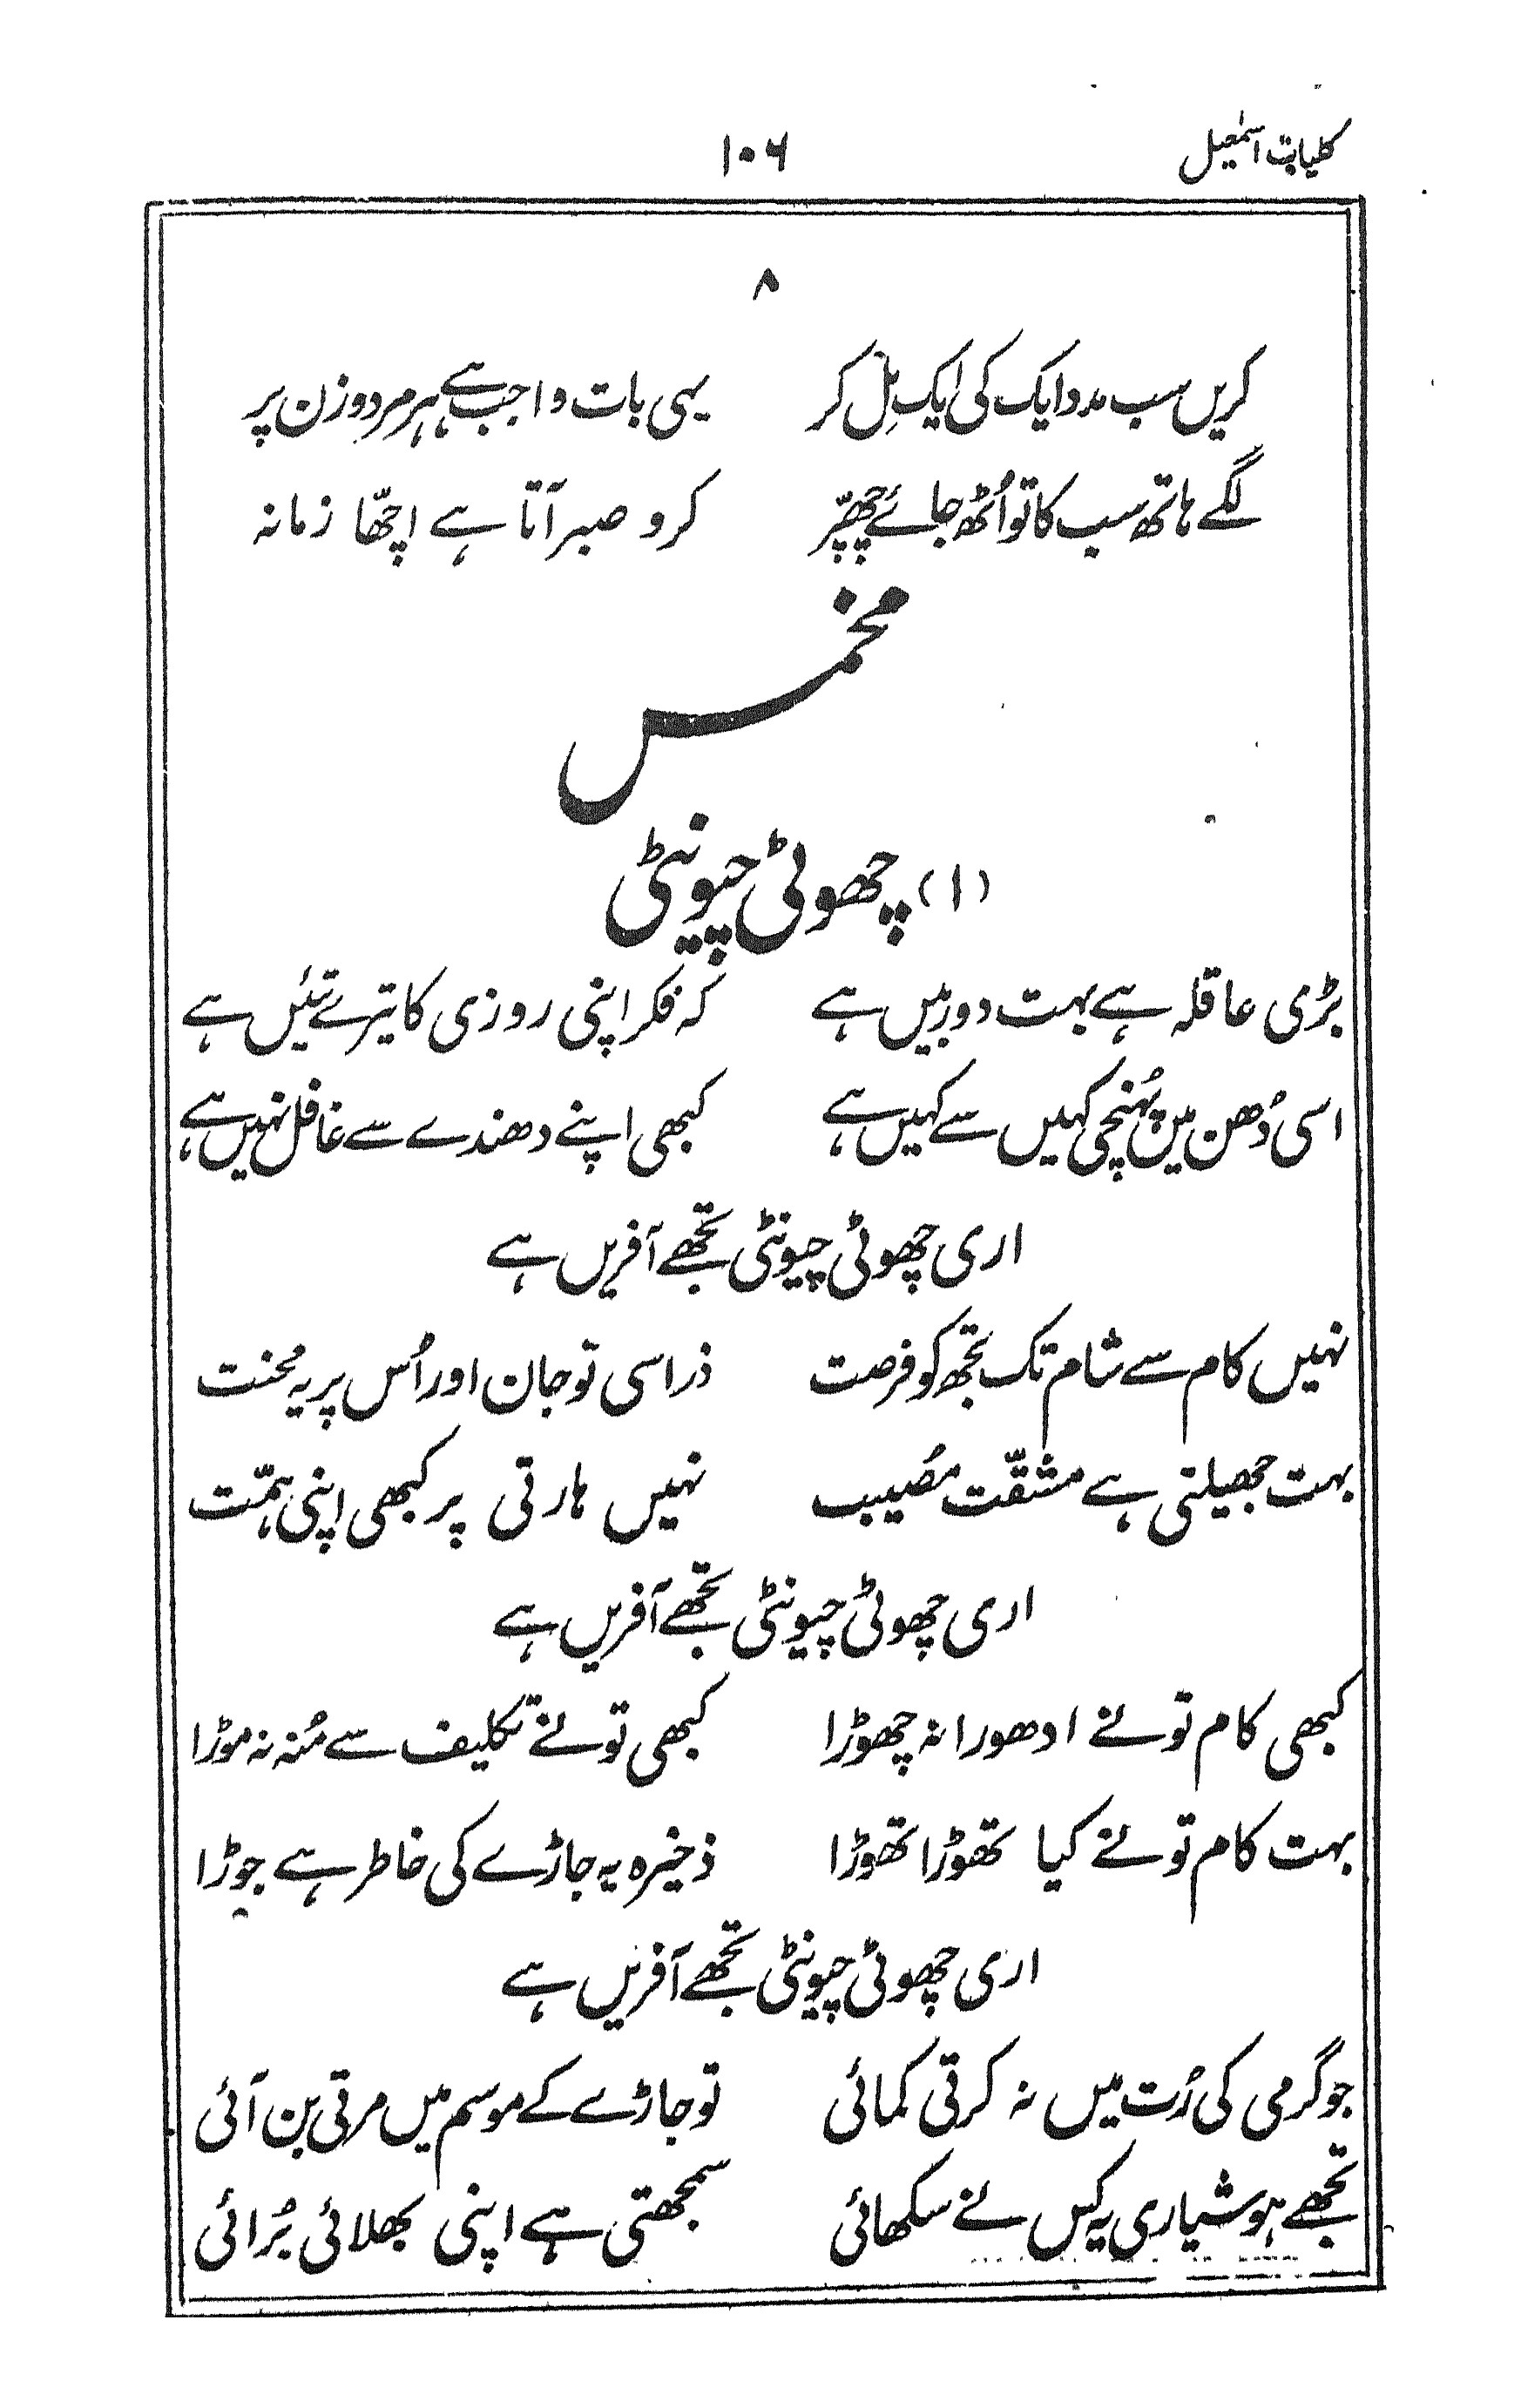 کلیات اسمٰعیل ۱۰۶
۸
کریں سب مدد ایک کی ایک مِل کر یہی بات واجب ہے ہر مرد و زن پر
لگے ہاتھ سب کا تو اُٹھ جائے چھپّر کرو صبر آتا ہے اچھّا زمانہ
مخمس
(۱) چھوٹی چیونٹی
بڑی عاقلہ ہے بہت دوربیں ہے کہ فکر اپنی روزی کا تیرے تئیں ہے
اسی دُھن میں پُہنچی کہیں سے کہیں ہے کبھی اپنے دھندے سے غافل نہیں ہے
اری چھوٹی چیونٹی تجھے آفریں ہے
نہیں کام سے شام تک تجھ کو فرصت ذرا سی تو جان اور اُس پر یہ محنت
بہت جھیلتی ہے مشقّت مصُیبب نہیں ہارتی پر کبھی اپنی ہمّت
اری چھوٹی چیونٹی تجھے آفریں ہے
کبھی کام تو نے ادھورا نہ چھوڑا کبھی تو نے تکلیف سے مُنہ نہ موڑا
بہت کام تو نے کیا تھوڑا تھوڑا ذخیرہ یہ جاڑے کی خاطر ہے جوڑا
اری چھوٹی چیونٹی تجھے آفریں ہے
جو گرمی کی رُت میں نہ کرتی کمائی تو جاڑے کے موسم میں مرتی بِن آئی
تجھے ہوشیاری یہ کِس نے سکھائی سمجھتی ہے اپنی بھلائی بُرائی